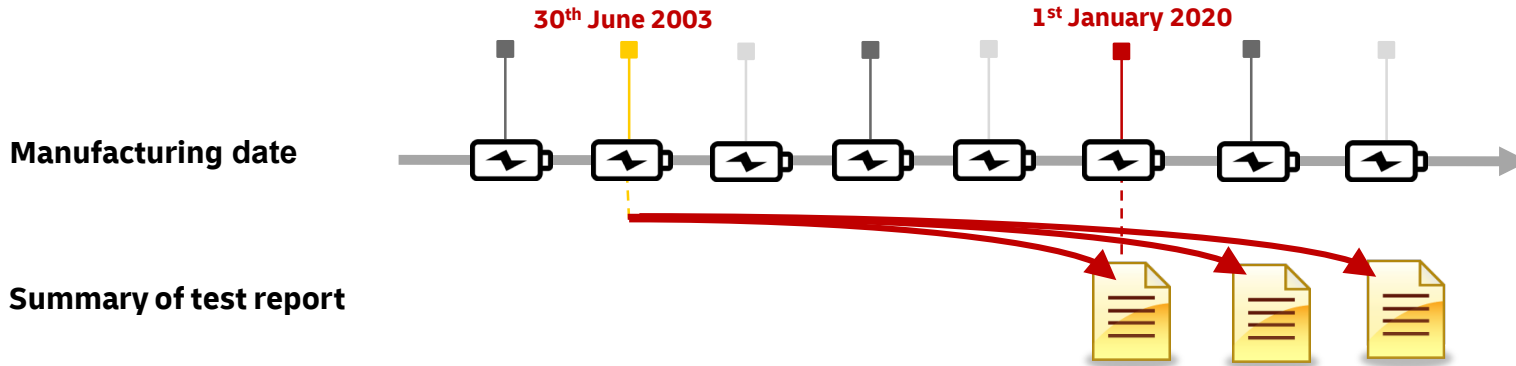 30th June 2003
1st January 2020
Manufacturing date
Summary of test report